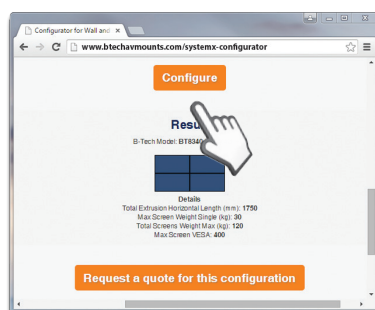 Configurator for Wall and
www.btechavmounts.com/systemx-configurator
Configure
B-Tech Model:
Details
Total Extrusion Horizontal Length (mm): 1750
Max Screen Weight Single (kg): 30
Total Screens Weight Max (kg): 120
Max Screen VESA: 400
Request a quote for this configuration